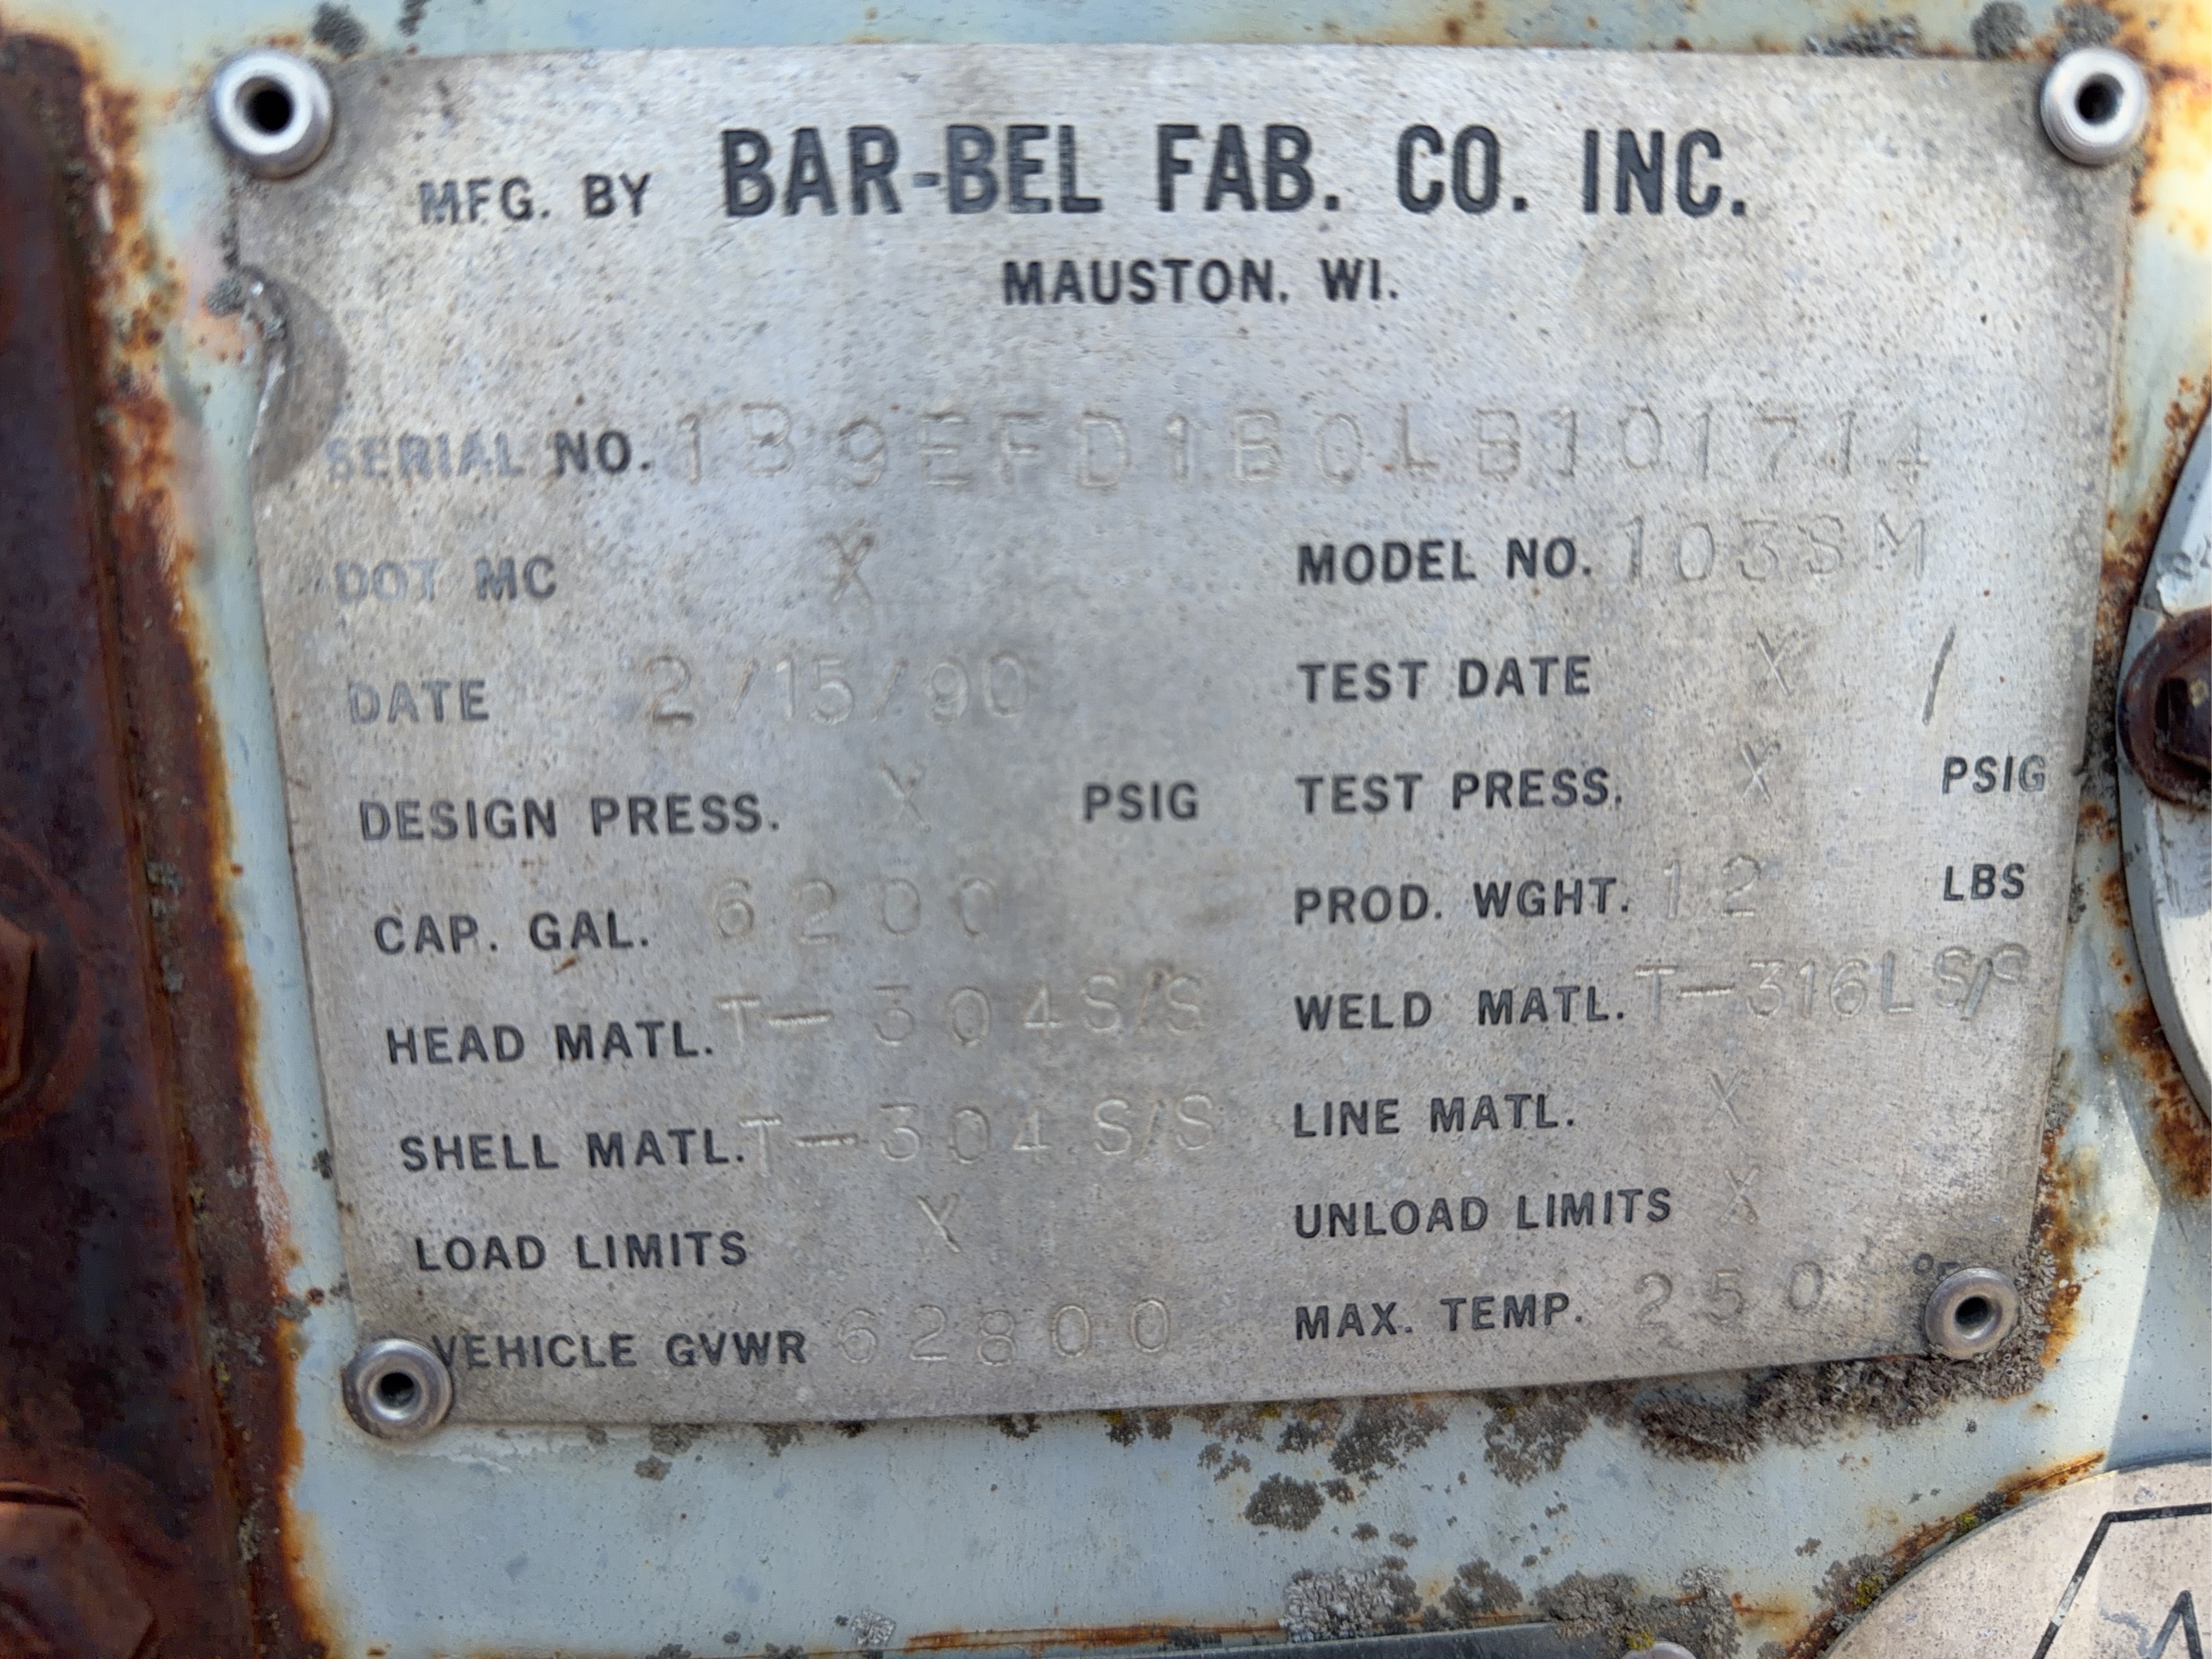 MFG. BY BAR-BEL FAB. CO. INC.
MAUSTON, WI.
SERIAL NO. 1B9EFD1B0LB101714
DOT MC X MODEL NO. 103SM
DATE 2/15/90 TEST DATE X /
DESIGN PRESS. X PSIG TEST PRESS. X PSIG
CAP. GAL. 6200 PROD. WGHT. 12 LBS
HEAD MATL. T-304 S/S WELD MATL. T-316L S/S
SHELL MATL. T-304 S/S LINE MATL. X
LOAD LIMITS X UNLOAD LIMITS X
VEHICLE GVWR 62800 MAX. TEMP. 250 °F